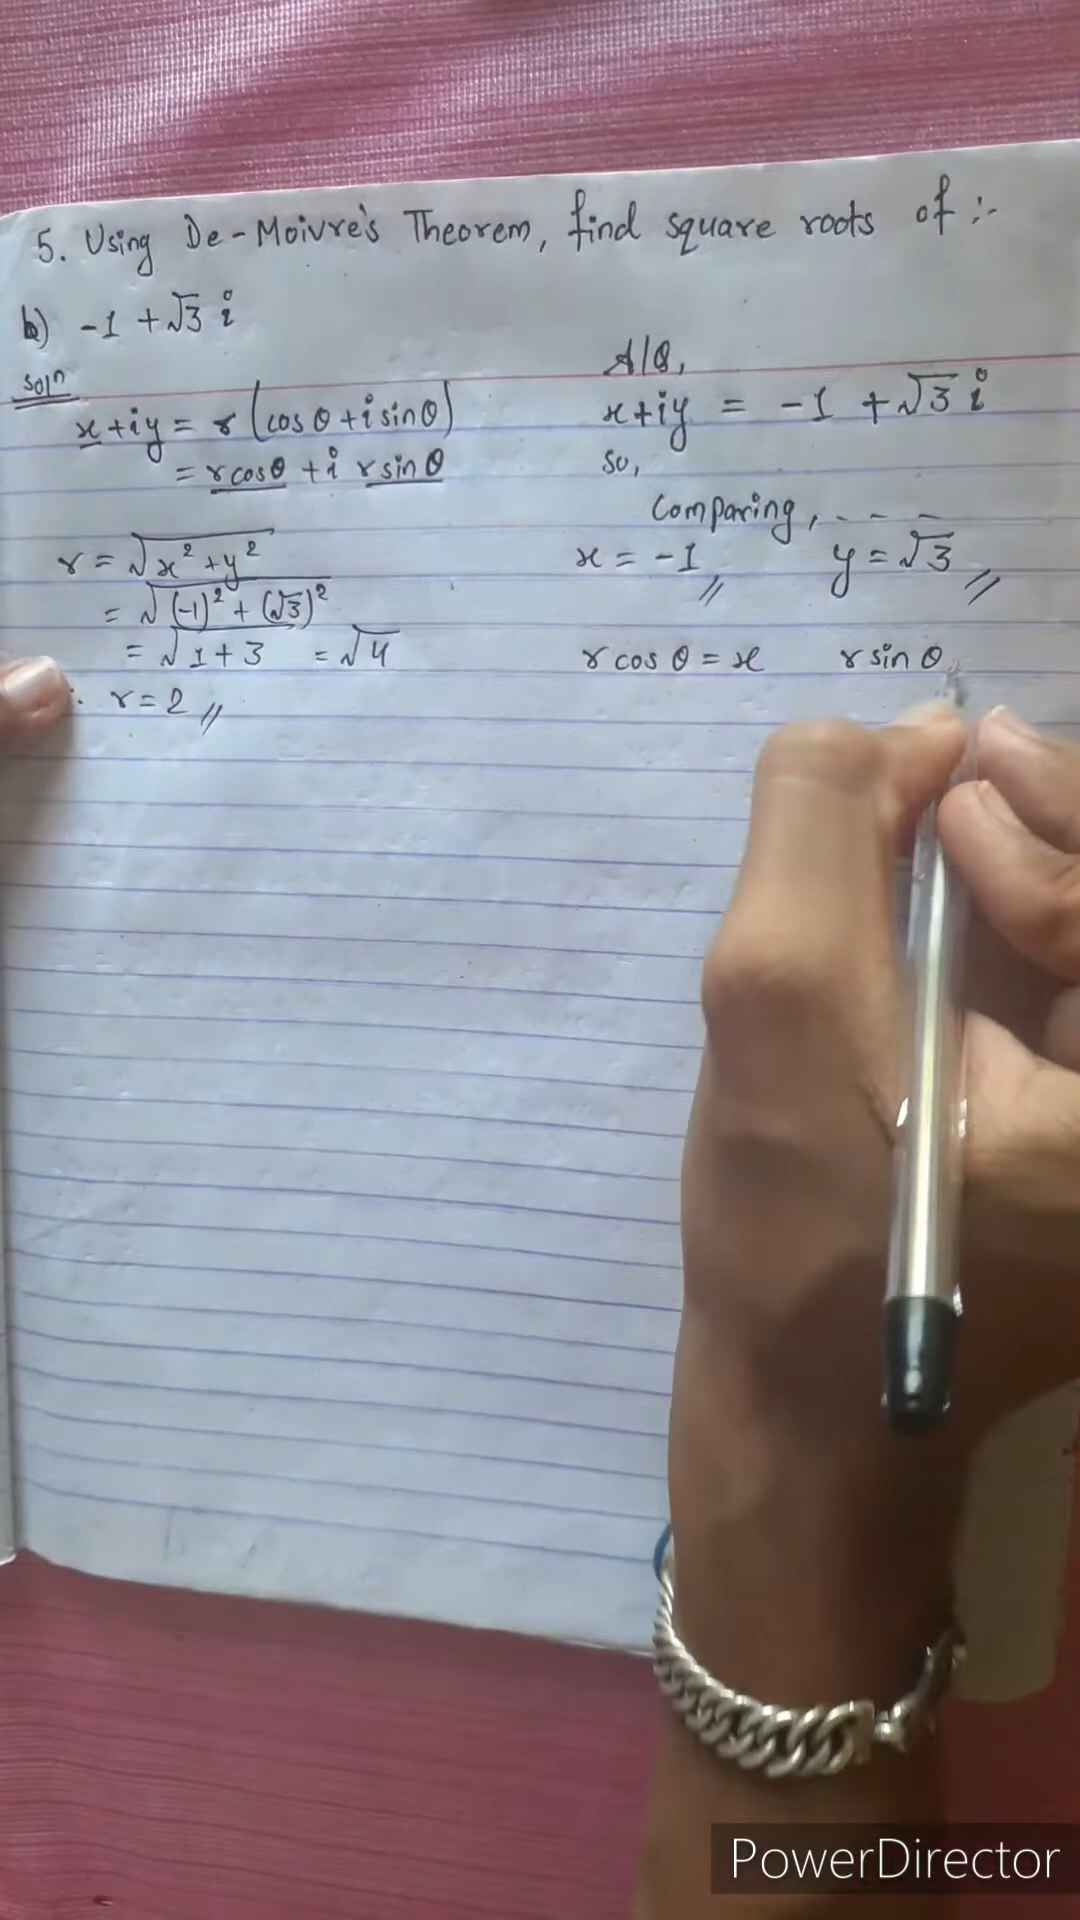 5. Using De-Moivre's Theorem, find square roots of :-
b) -1 + √3 i
Soln
x+iy = r (cos θ + i sin θ)
= r cos θ + i r sin θ
r = √x² + y²
= √(-1)² + (√3)²
= √1+3 = √4
∴ r = 2 //
A/Q,
x+iy = -1 + √3 i
So,
Comparing, - - -
x = -1 // y = √3 //
r cos θ = x r sin θ
PowerDirector